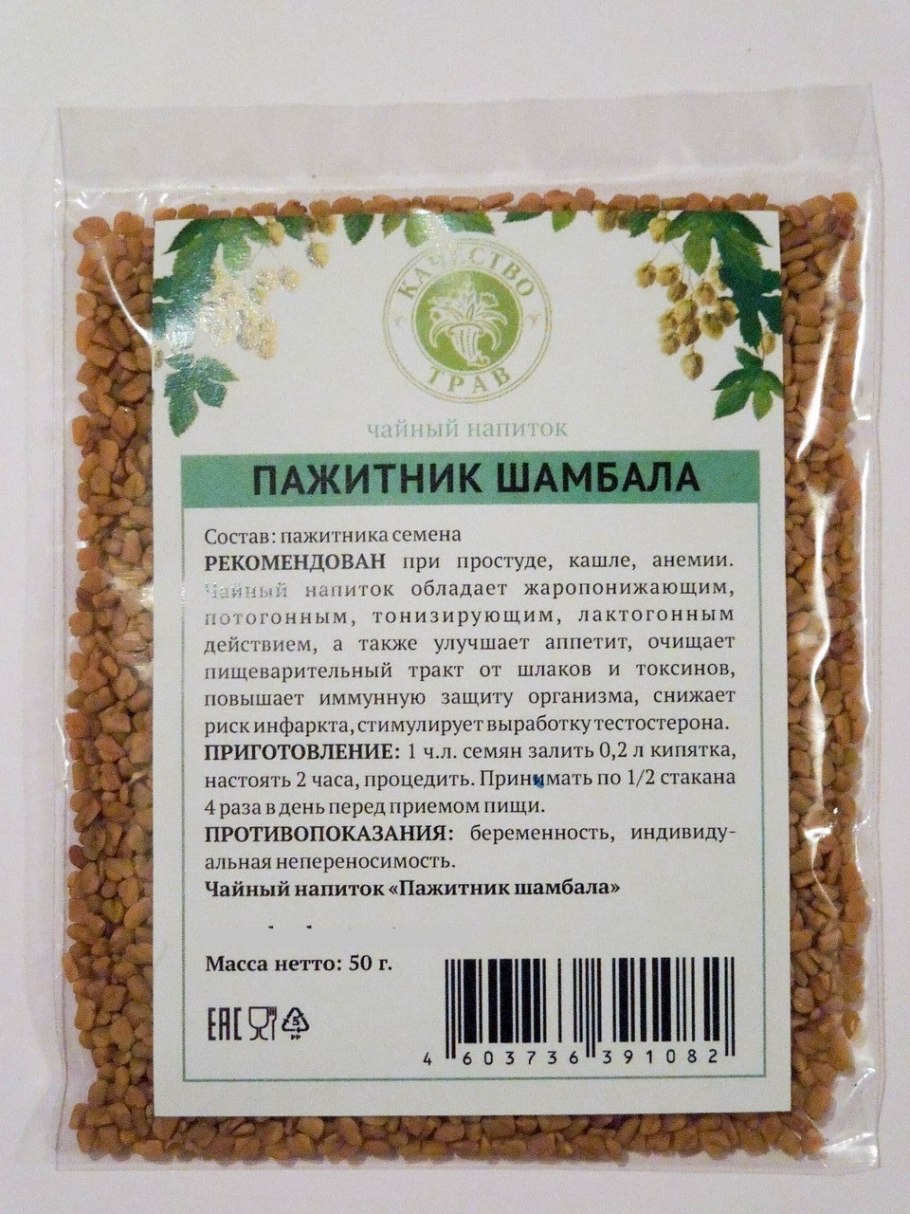 КАЧЕСТВО
ТРАВ
чайный напиток
ПАЖИТНИК ШАМБАЛА
Состав: пажитника семена
РЕКОМЕНДОВАН при простуде, кашле, анемии.
Чайный напиток обладает жаропонижающим,
потогонным, тонизирующим, лактогонным
действием, а также улучшает аппетит, очищает
пищеварительный тракт от шлаков и токсинов,
повышает иммунную защиту организма, снижает
риск инфаркта, стимулирует выработку тестостерона.
ПРИГОТОВЛЕНИЕ: 1 ч.л. семян залить 0,2 л кипятка,
настоять 2 часа, процедить. Принимать по 1/2 стакана
4 раза в день перед приемом пищи.
ПРОТИВОПОКАЗАНИЯ: беременность, индивиду-
альная непереносимость.
Чайный напиток «Пажитник шамбала»
Масса нетто: 50 г.
ЕАС 5 PP
4 603736 391082